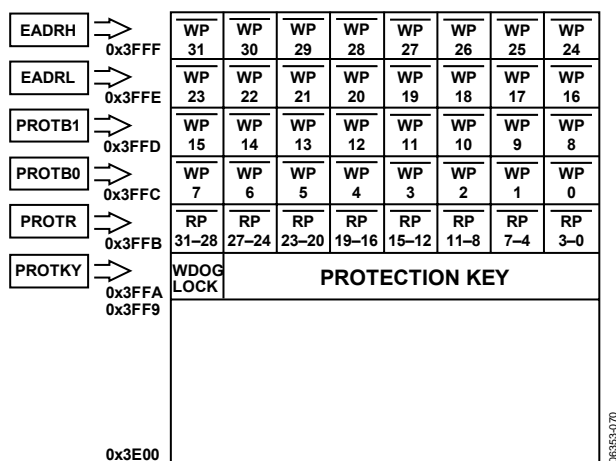 EADRH
0x3FFF
WP 31 WP 30 WP 29 WP 28 WP 27 WP 26 WP 25 WP 24
EADRL
0x3FFE
WP 23 WP 22 WP 21 WP 20 WP 19 WP 18 WP 17 WP 16
PROTB1
0x3FFD
WP 15 WP 14 WP 13 WP 12 WP 11 WP 10 WP 9 WP 8
PROTB0
0x3FFC
WP 7 WP 6 WP 5 WP 4 WP 3 WP 2 WP 1 WP 0
PROTR
0x3FFB
RP 31–28 RP 27–24 RP 23–20 RP 19–16 RP 15–12 RP 11–8 RP 7–4 RP 3–0
PROTKY
0x3FFA
WDOG LOCK PROTECTION KEY
0x3FF9
0x3E00
06353-070